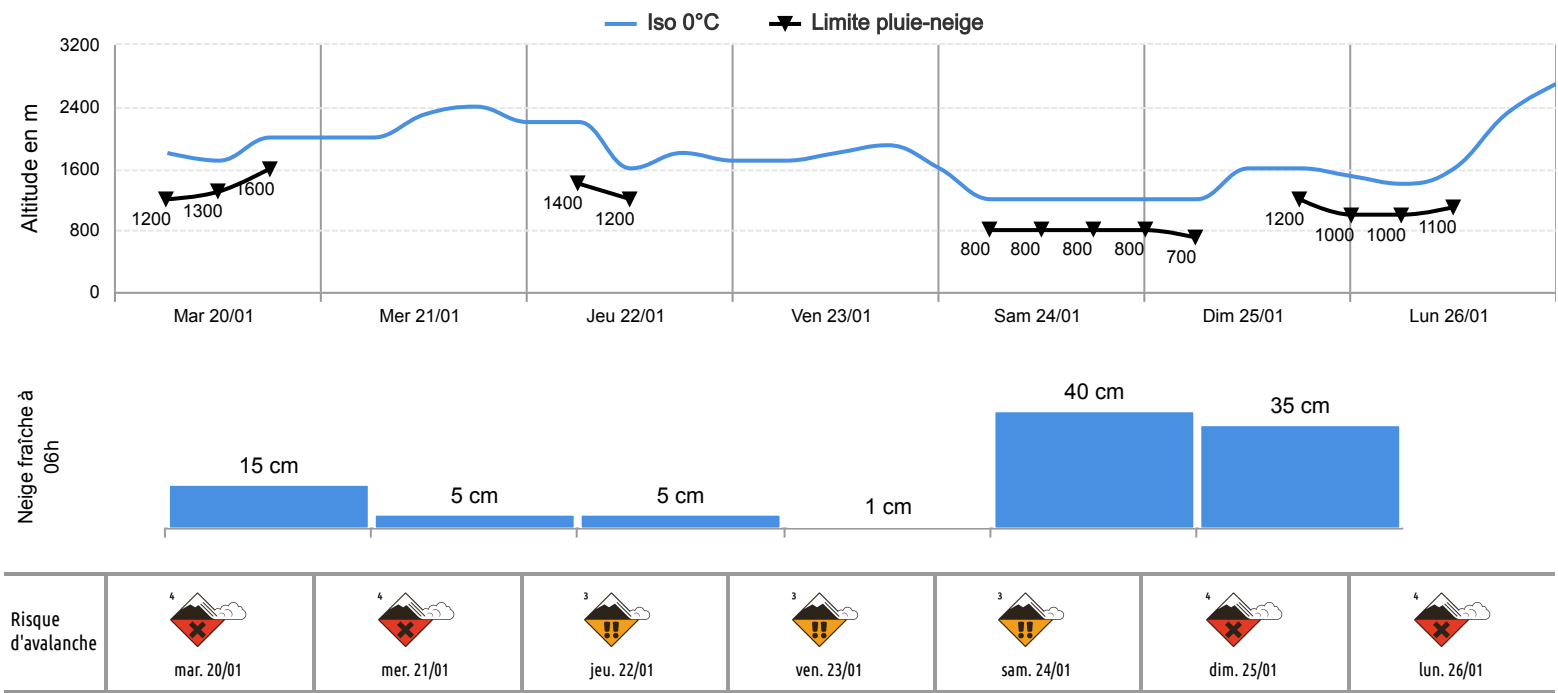 Iso 0°C Limite pluie-neige
Altitude en m
3200
2400
1600
800
0
1200 1300 1600 1400 1200 800 800 800 800 700 1200 1000 1000 1100
Mar 20/01 Mer 21/01 Jeu 22/01 Ven 23/01 Sam 24/01 Dim 25/01 Lun 26/01
Neige fraîche à
06h
15 cm 5 cm 5 cm 1 cm 40 cm 35 cm
Risque
d'avalanche
4 4 3 3 3 4 4
mar. 20/01 mer. 21/01 jeu. 22/01 ven. 23/01 sam. 24/01 dim. 25/01 lun. 26/01